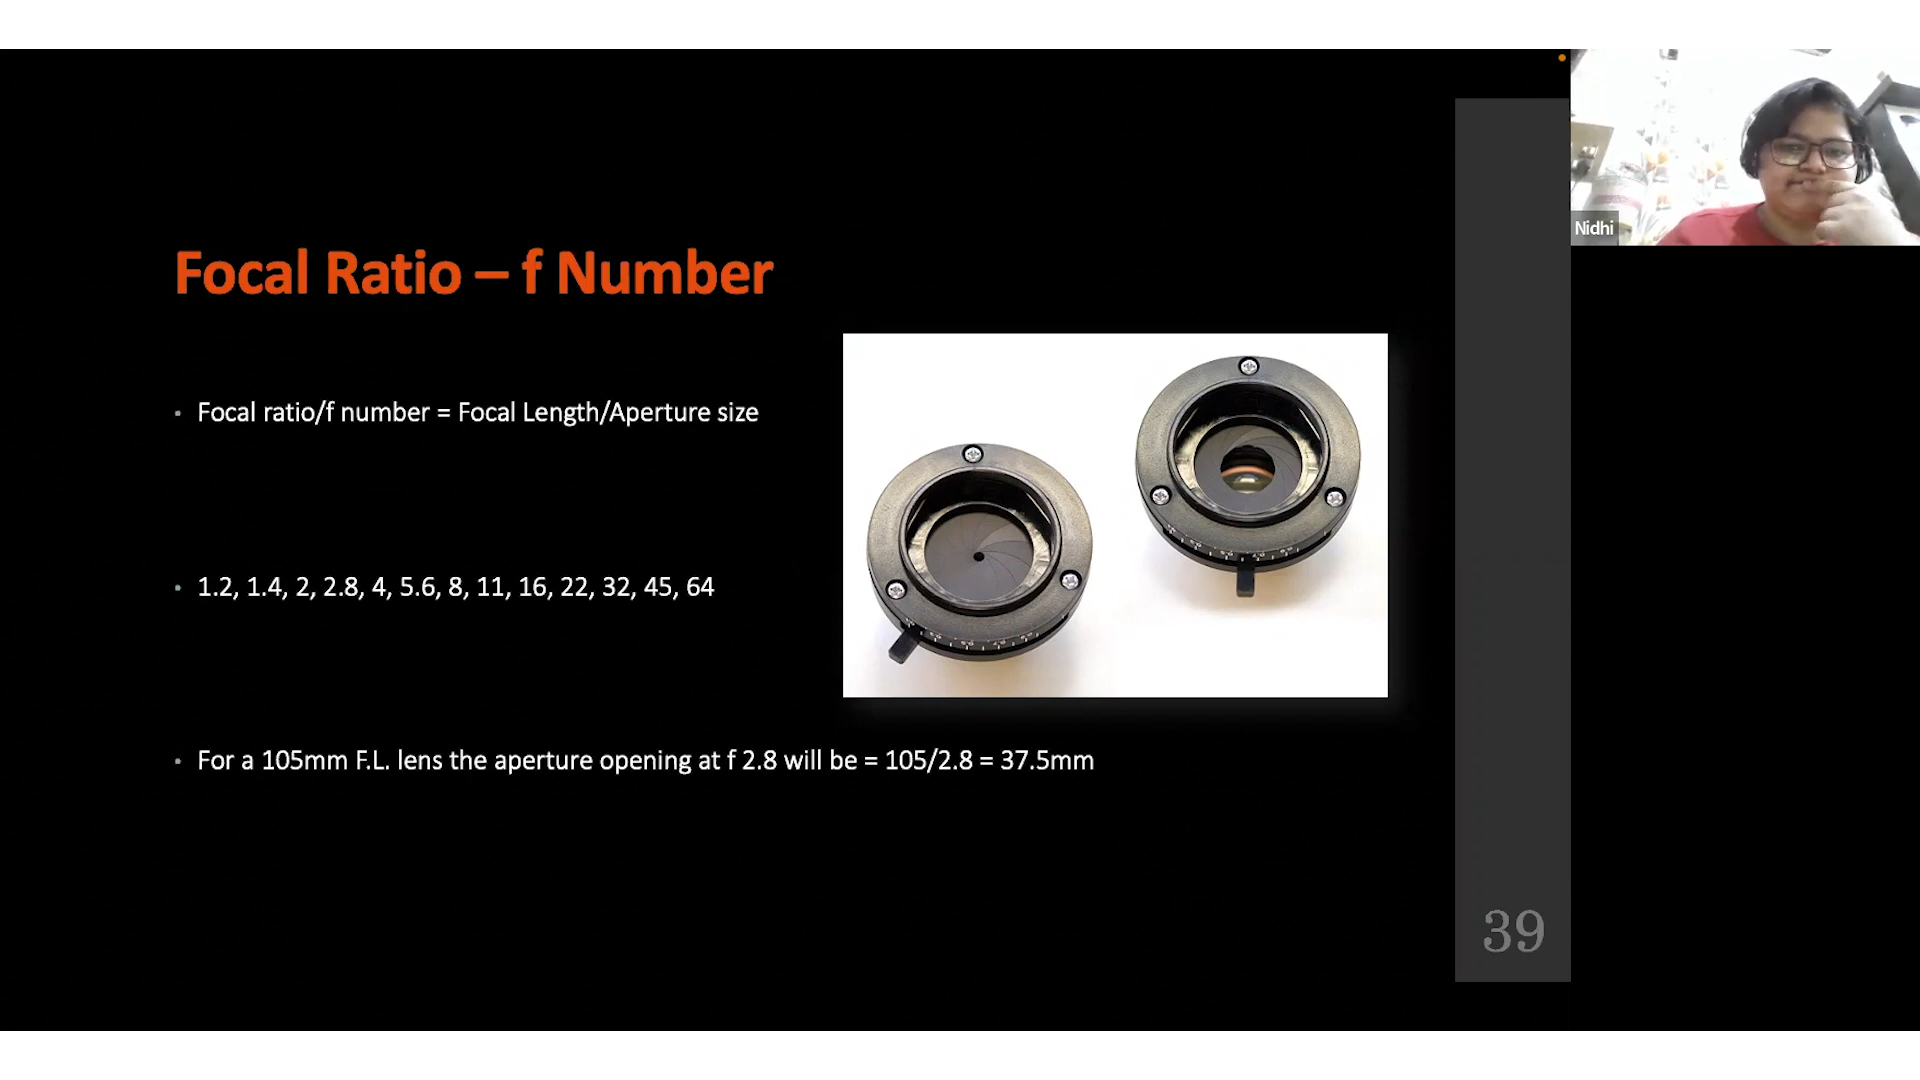 Nidhi
Focal Ratio – f Number
• Focal ratio/f number = Focal Length/Aperture size
• 1.2, 1.4, 2, 2.8, 4, 5.6, 8, 11, 16, 22, 32, 45, 64
• For a 105mm F.L. lens the aperture opening at f 2.8 will be = 105/2.8 = 37.5mm
39